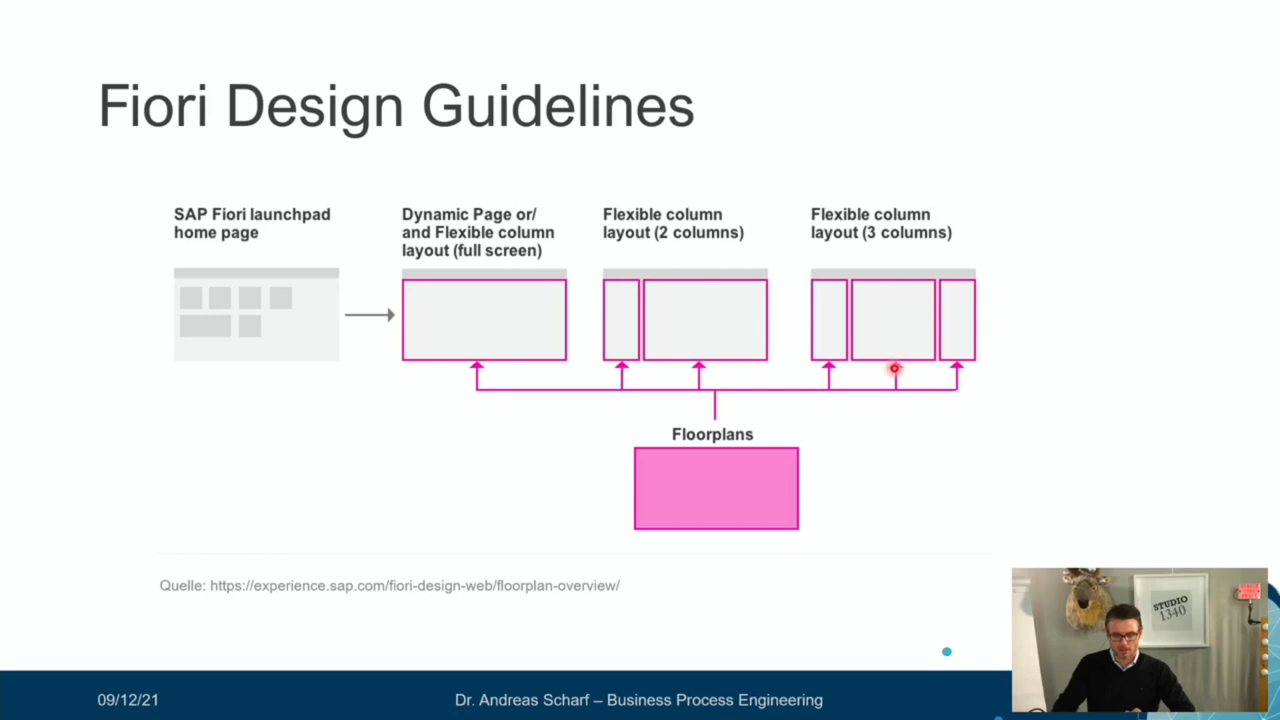 Fiori Design Guidelines
SAP Fiori launchpad
home page
Dynamic Page or/
and Flexible column
layout (full screen)
Flexible column
layout (2 columns)
Flexible column
layout (3 columns)
Floorplans
Quelle: https://experience.sap.com/fiori-design-web/floorplan-overview/
STUDIO
1340
09/12/21
Dr. Andreas Scharf – Business Process Engineering